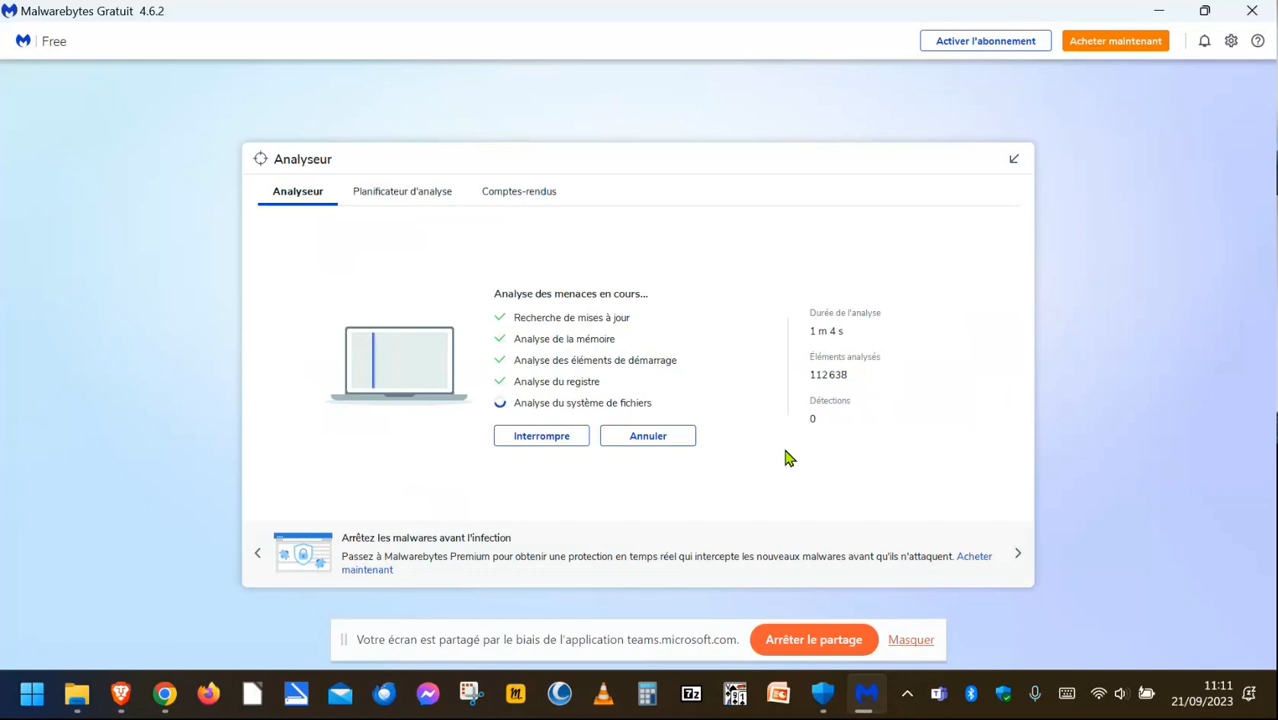 Malwarebytes Gratuit 4.6.2
Free
Activer l'abonnement
Acheter maintenant
Analyseur
Analyseur
Planificateur d'analyse
Comptes-rendus
Analyse des menaces en cours...
Recherche de mises à jour
Analyse de la mémoire
Analyse des éléments de démarrage
Analyse du registre
Analyse du système de fichiers
Interrompre
Annuler
Durée de l'analyse
1 m 4 s
Éléments analysés
112 638
Détections
0
Arrêtez les malwares avant l'infection
Passez à Malwarebytes Premium pour obtenir une protection en temps réel qui intercepte les nouveaux malwares avant qu'ils n'attaquent. Acheter
maintenant
Votre écran est partagé par le biais de l'application teams.microsoft.com.
Arrêter le partage
Masquer
7z
11:11
21/09/2023